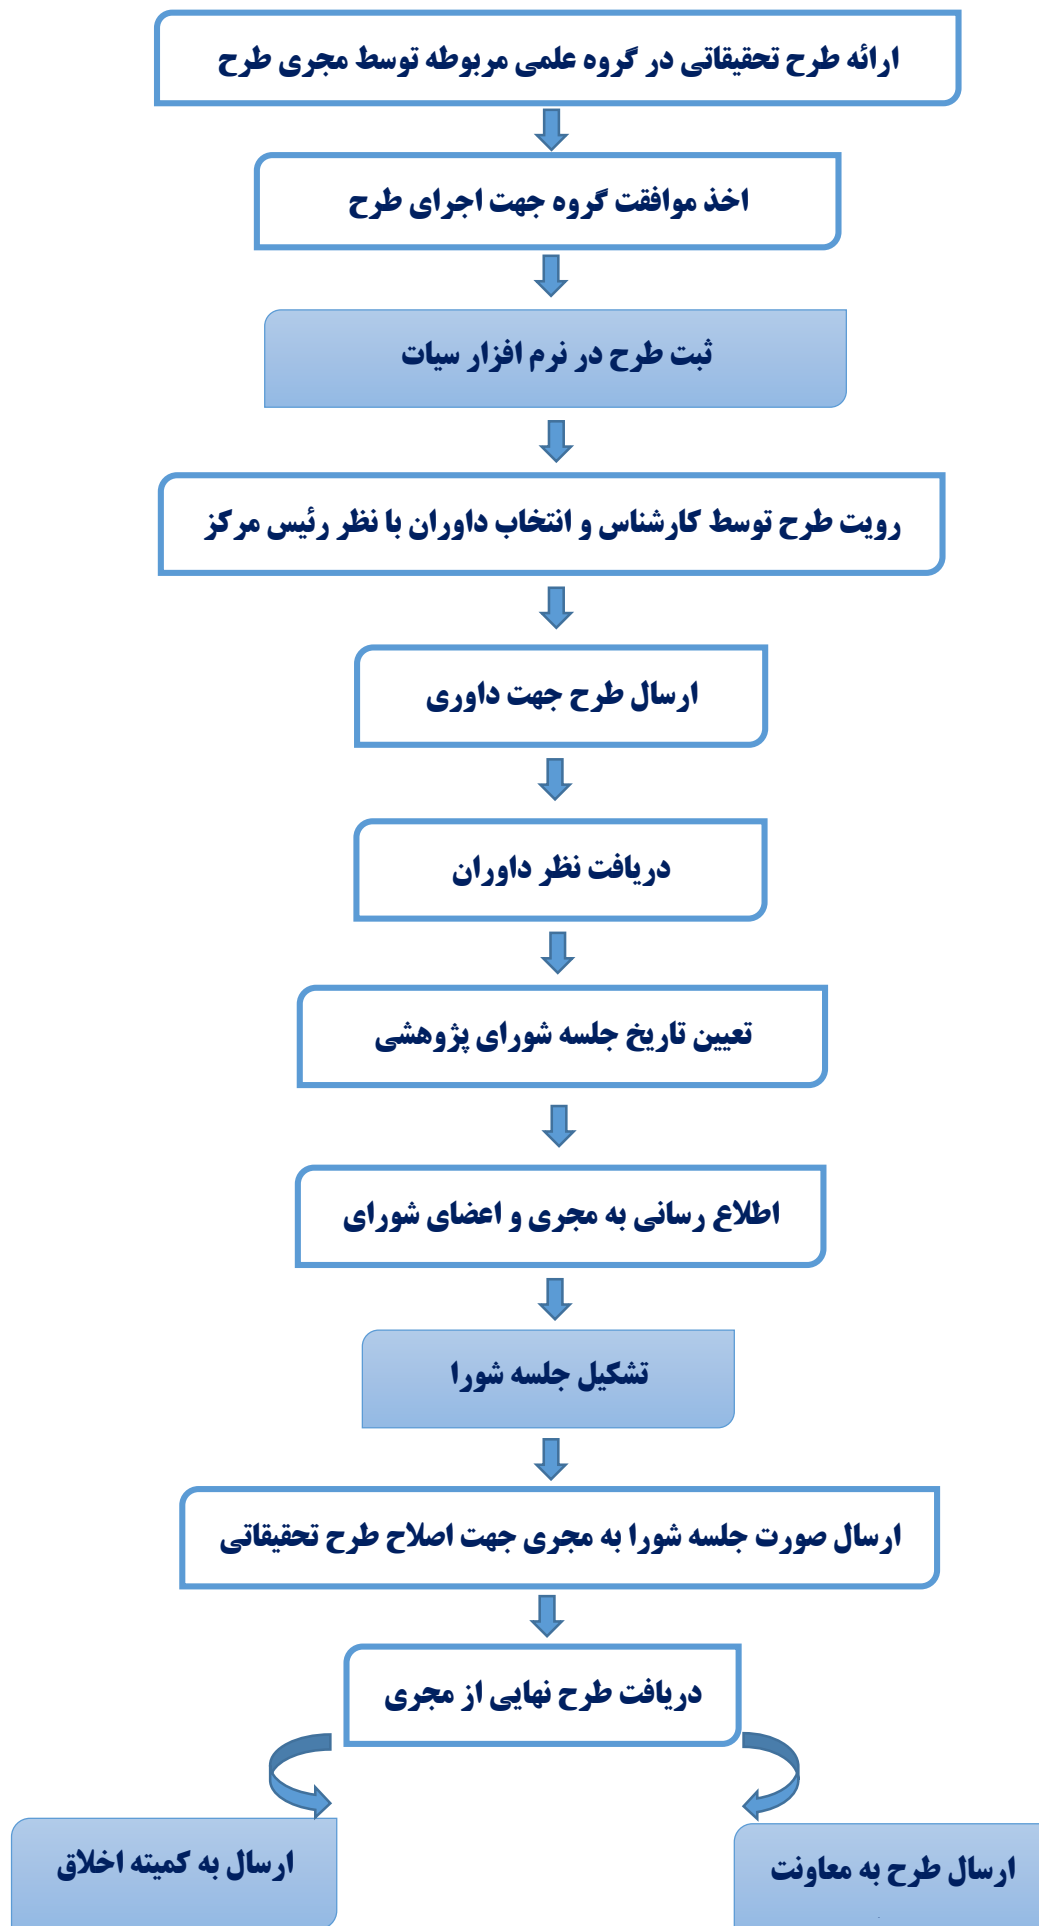 ارائه طرح تحقیقاتی در گروه علمی مربوطه توسط مجری طرح
اخذ موافقت گروه جهت اجرای طرح
ثبت طرح در نرم افزار سیات
رویت طرح توسط کارشناس و انتخاب داوران با نظر رئیس مرکز
ارسال طرح جهت داوری
دریافت نظر داوران
تعیین تاریخ جلسه شورای پژوهشی
اطلاع رسانی به مجری و اعضای شورای
تشکیل جلسه شورا
ارسال صورت جلسه شورا به مجری جهت اصلاح طرح تحقیقاتی
دریافت طرح نهایی از مجری
ارسال طرح به معاونت
ارسال به کمیته اخلاق